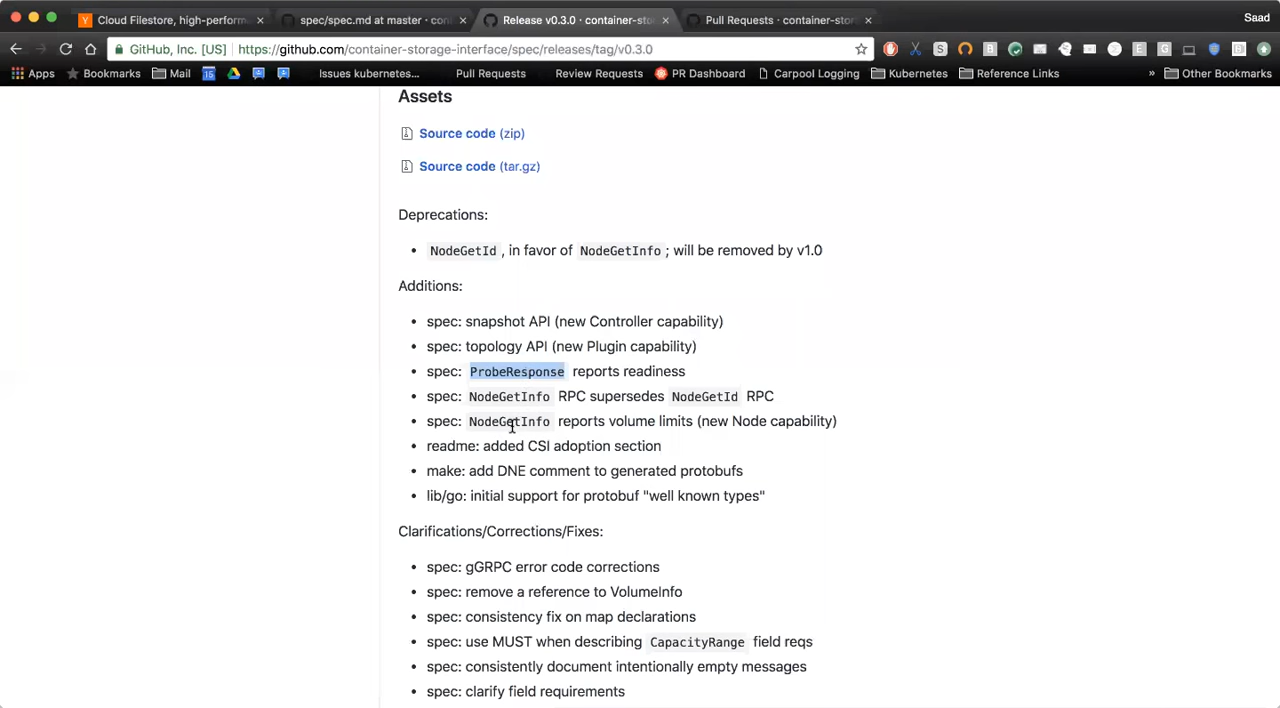 Cloud Filestore, high-perform
spec/spec.md at master · con
Release v0.3.0 · container-sto
Pull Requests · container-stor
Saad
GitHub, Inc. [US]
https://github.com/container-storage-interface/spec/releases/tag/v0.3.0
Apps
Bookmarks
Mail
Issues kubernetes...
Pull Requests
Review Requests
PR Dashboard
Carpool Logging
Kubernetes
Reference Links
»
Other Bookmarks
Assets
Source code (zip)
Source code (tar.gz)
Deprecations:
• NodeGetId , in favor of NodeGetInfo ; will be removed by v1.0
Additions:
• spec: snapshot API (new Controller capability)
• spec: topology API (new Plugin capability)
• spec: ProbeResponse reports readiness
• spec: NodeGetInfo RPC supersedes NodeGetId RPC
• spec: NodeGetInfo reports volume limits (new Node capability)
• readme: added CSI adoption section
• make: add DNE comment to generated protobufs
• lib/go: initial support for protobuf "well known types"
Clarifications/Corrections/Fixes:
• spec: gGRPC error code corrections
• spec: remove a reference to VolumeInfo
• spec: consistency fix on map declarations
• spec: use MUST when describing CapacityRange field reqs
• spec: consistently document intentionally empty messages
• spec: clarify field requirements